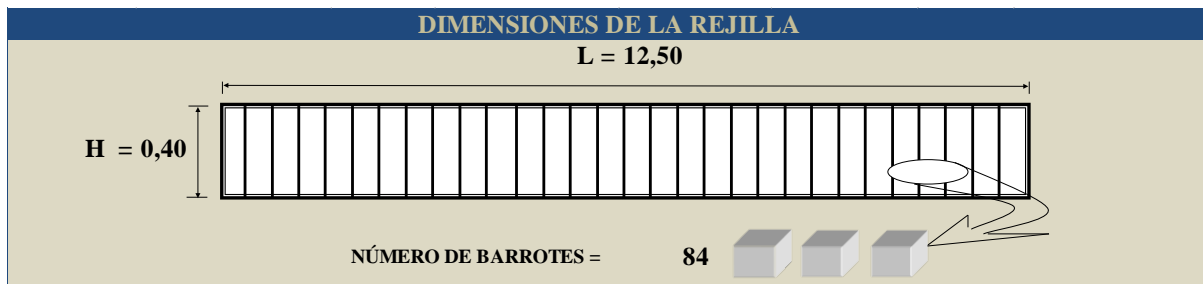 DIMENSIONES DE LA REJILLA
L = 12,50
H = 0,40
NÚMERO DE BARROTES = 84